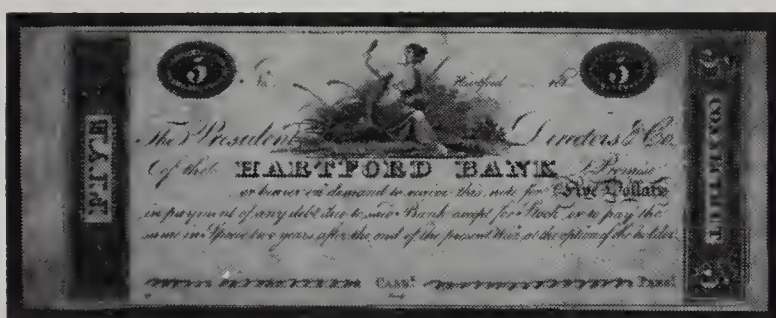 5 No. Hartford 18 5
The President Directors & Co.
of the HARTFORD BANK Promise
or bearer on demand to receive this note for Five Dollars
in payment of any debt due to said Bank except for Stock or to pay the
same in Specie two years after the end of the present War, at the option of the holder
Cash.r Presid.t
FIVE
CONNECTICUT